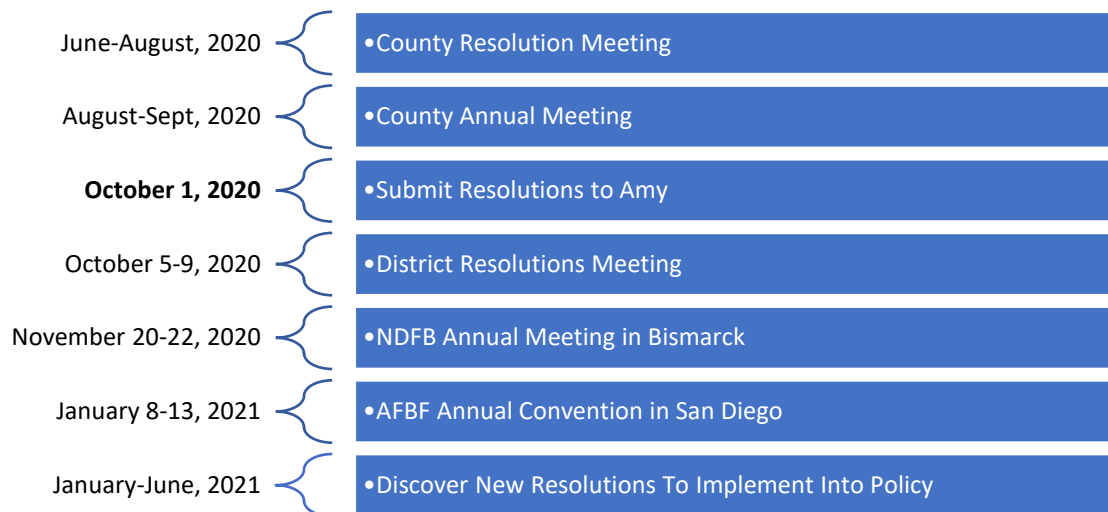 June-August, 2020
•County Resolution Meeting
August-Sept, 2020
•County Annual Meeting
October 1, 2020
•Submit Resolutions to Amy
October 5-9, 2020
•District Resolutions Meeting
November 20-22, 2020
•NDFB Annual Meeting in Bismarck
January 8-13, 2021
•AFBF Annual Convention in San Diego
January-June, 2021
•Discover New Resolutions To Implement Into Policy